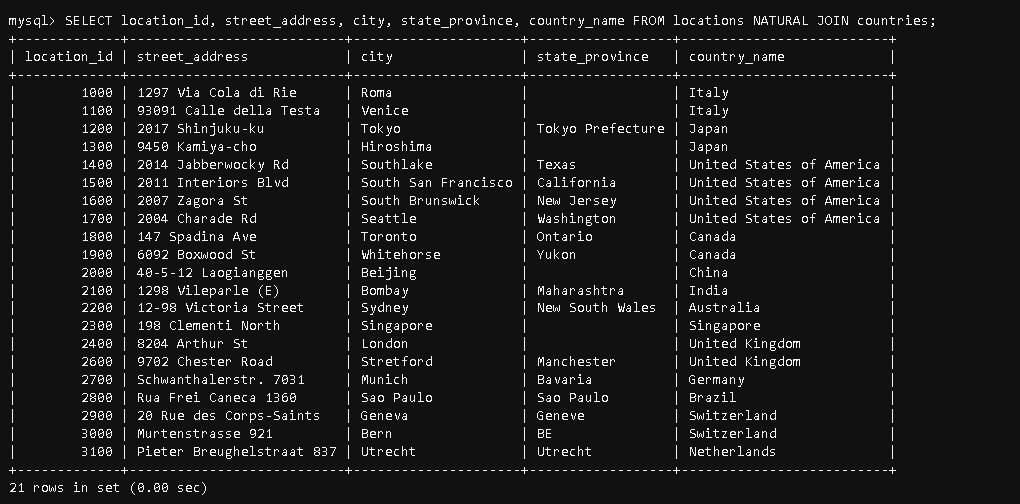 mysql> SELECT location_id, street_address, city, state_province, country_name FROM locations NATURAL JOIN countries;
+-------------+--------------------------+---------------------+------------------+--------------------------+
| location_id | street_address           | city                | state_province   | country_name             |
+-------------+--------------------------+---------------------+------------------+--------------------------+
|        1000 | 1297 Via Cola di Rie     | Roma                |                  | Italy                    |
|        1100 | 93091 Calle della Testa  | Venice              |                  | Italy                    |
|        1200 | 2017 Shinjuku-ku         | Tokyo               | Tokyo Prefecture | Japan                    |
|        1300 | 9450 Kamiya-cho          | Hiroshima           |                  | Japan                    |
|        1400 | 2014 Jabberwocky Rd      | Southlake           | Texas            | United States of America |
|        1500 | 2011 Interiors Blvd      | South San Francisco | California       | United States of America |
|        1600 | 2007 Zagora St           | South Brunswick     | New Jersey       | United States of America |
|        1700 | 2004 Charade Rd          | Seattle             | Washington       | United States of America |
|        1800 | 147 Spadina Ave          | Toronto             | Ontario          | Canada                   |
|        1900 | 6092 Boxwood St          | Whitehorse          | Yukon            | Canada                   |
|        2000 | 40-5-12 Laogianggen      | Beijing             |                  | China                    |
|        2100 | 1298 Vileparle (E)       | Bombay              | Maharashtra      | India                    |
|        2200 | 12-98 Victoria Street    | Sydney              | New South Wales  | Australia                |
|        2300 | 198 Clementi North       | Singapore           |                  | Singapore                |
|        2400 | 8204 Arthur St           | London              |                  | United Kingdom           |
|        2600 | 9702 Chester Road        | Stretford           | Manchester       | United Kingdom           |
|        2700 | Schwanthalerstr. 7031    | Munich              | Bavaria          | Germany                  |
|        2800 | Rua Frei Caneca 1360     | Sao Paulo           | Sao Paulo        | Brazil                   |
|        2900 | 20 Rue des Corps-Saints  | Geneva              | Geneve           | Switzerland              |
|        3000 | Murtenstrasse 921        | Bern                | BE               | Switzerland              |
|        3100 | Pieter Breughelstraat 837 | Utrecht             | Utrecht          | Netherlands              |
+-------------+--------------------------+---------------------+------------------+--------------------------+
21 rows in set (0.00 sec)